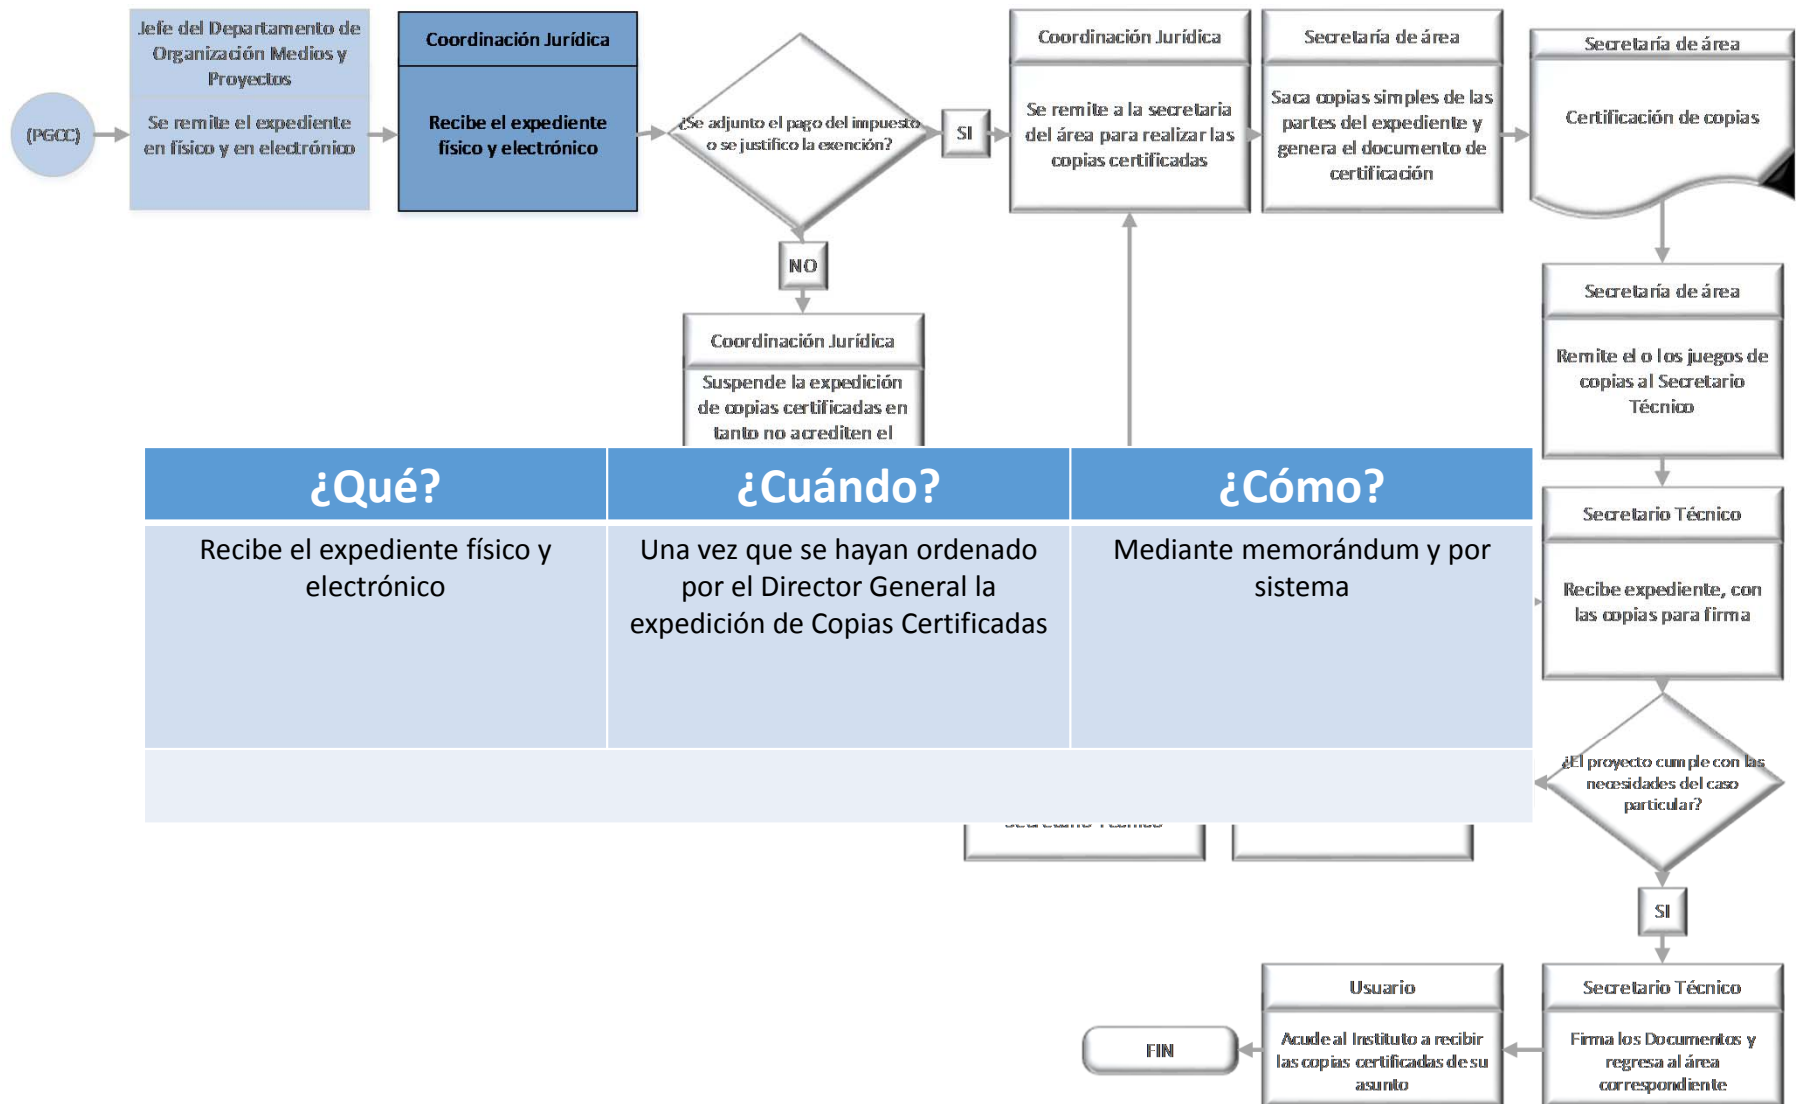 (PGCC)
Jefe del Departamento de
Organización Medios y
Proyectos
Se remite el expediente
en físico y en electrónico
Coordinación Jurídica
Recibe el expediente
físico y electrónico
¿Se adjunto el pago del impuesto
o se justifico la exención?
SI
Coordinación Jurídica
Se remite a la secretaria
del área para realizar las
copias certificadas
Secretaría de área
Saca copias simples de las
partes del expediente y
genera el documento de
certificación
Secretaría de área
Certificación de copias
NO
Coordinación Jurídica
Suspende la expedición
de copias certificadas en
tanto no acrediten el
Secretaría de área
Remite el o los juegos de
copias al Secretario
Técnico
¿Qué?
¿Cuándo?
¿Cómo?
Recibe el expediente físico y
electrónico
Una vez que se hayan ordenado
por el Director General la
expedición de Copias Certificadas
Mediante memorándum y por
sistema
Secretario Técnico
Recibe expediente, con
las copias para firma
¿El proyecto cumple con las
necesidades del caso
particular?
SI
Secretario Técnico
Firma los Documentos y
regresa al área
correspondiente
Usuario
Acude al Instituto a recibir
las copias certificadas de su
asunto
FIN